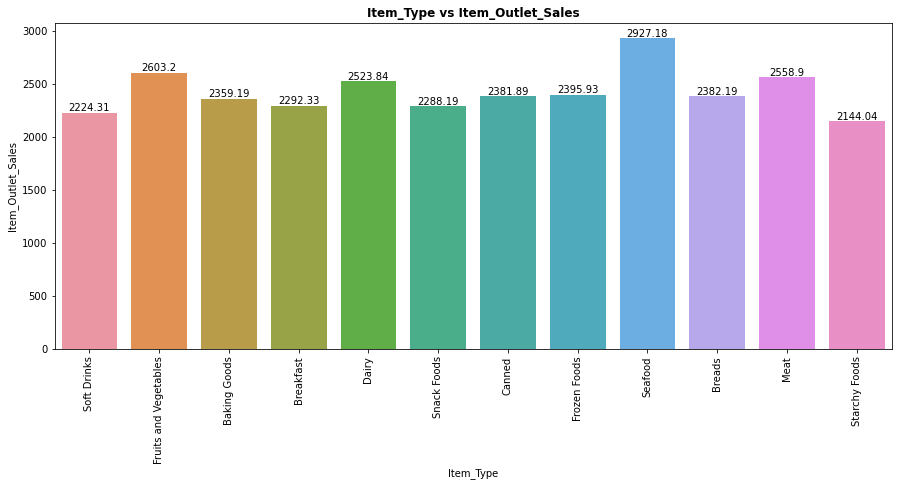 Item_Type vs Item_Outlet_Sales
Item_Outlet_Sales
3000
2500
2000
1500
1000
500
0
2224.31
2603.2
2359.19
2292.33
2523.84
2288.19
2381.89
2395.93
2927.18
2382.19
2558.9
2144.04
Soft Drinks
Fruits and Vegetables
Baking Goods
Breakfast
Dairy
Snack Foods
Canned
Frozen Foods
Seafood
Breads
Meat
Starchy Foods
Item_Type